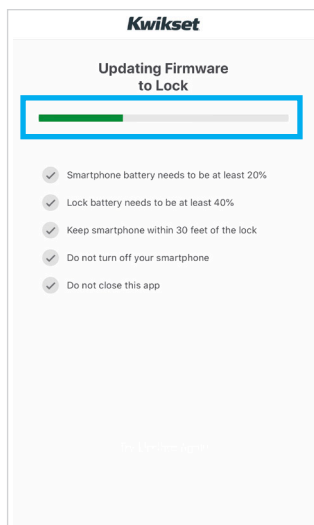 Kwikset
Updating Firmware
to Lock
Smartphone battery needs to be at least 20%
Lock battery needs to be at least 40%
Keep smartphone within 30 feet of the lock
Do not turn off your smartphone
Do not close this app